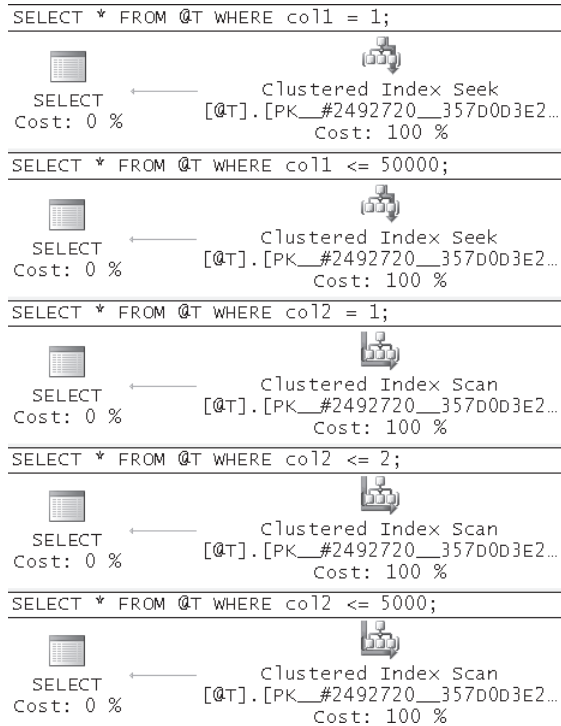 SELECT * FROM @T WHERE col1 = 1;
Clustered Index Seek
SELECT
[@T].[PK__#2492720__357D0D3E2…
Cost: 0 %
Cost: 100 %
SELECT * FROM @T WHERE col1 <= 50000;
Clustered Index Seek
SELECT
[@T].[PK__#2492720__357D0D3E2…
Cost: 0 %
Cost: 100 %
SELECT * FROM @T WHERE col2 = 1;
Clustered Index Scan
SELECT
[@T].[PK__#2492720__357D0D3E2…
Cost: 0 %
Cost: 100 %
SELECT * FROM @T WHERE col2 <= 2;
Clustered Index Scan
SELECT
[@T].[PK__#2492720__357D0D3E2…
Cost: 0 %
Cost: 100 %
SELECT * FROM @T WHERE col2 <= 5000;
Clustered Index Scan
SELECT
[@T].[PK__#2492720__357D0D3E2…
Cost: 0 %
Cost: 100 %